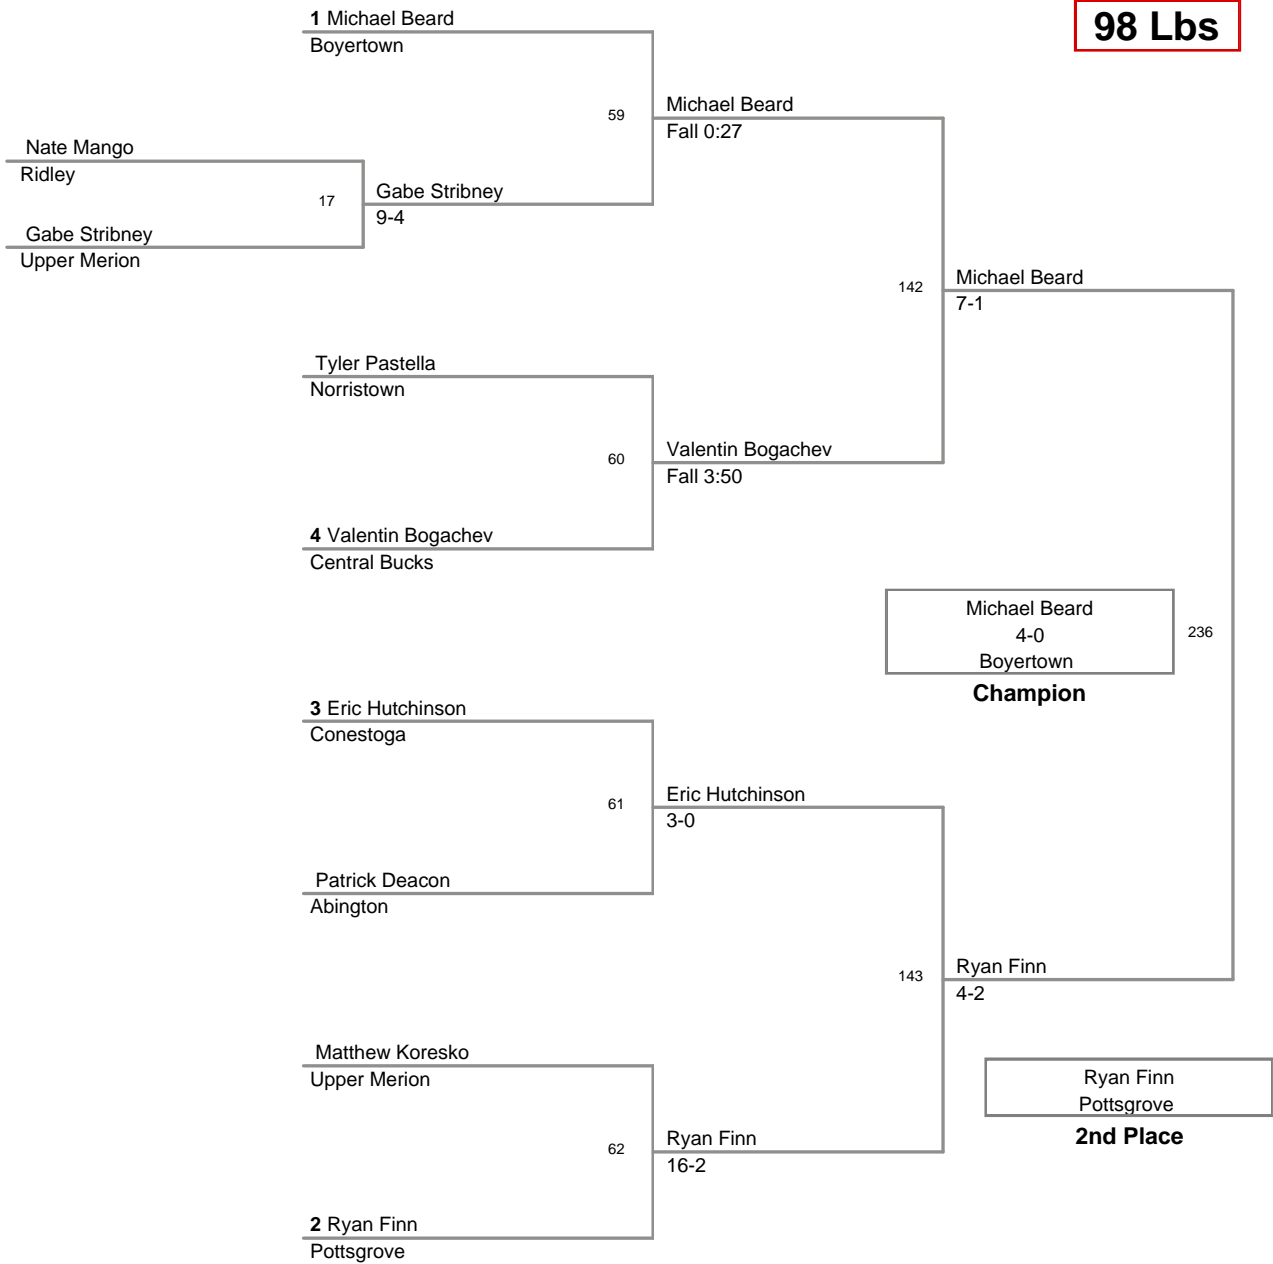 98 Lbs
1 Michael Beard
Boyertown
59
Michael Beard
Fall 0:27
Nate Mango
Ridley
17
Gabe Stribney
9-4
Gabe Stribney
Upper Merion
142
Michael Beard
7-1
Tyler Pastella
Norristown
60
Valentin Bogachev
Fall 3:50
4 Valentin Bogachev
Central Bucks
Michael Beard
4-0
Boyertown
236
Champion
3 Eric Hutchinson
Conestoga
61
Eric Hutchinson
3-0
Patrick Deacon
Abington
143
Ryan Finn
4-2
Matthew Koresko
Upper Merion
Ryan Finn
Pottsgrove
2nd Place
62
Ryan Finn
16-2
2 Ryan Finn
Pottsgrove